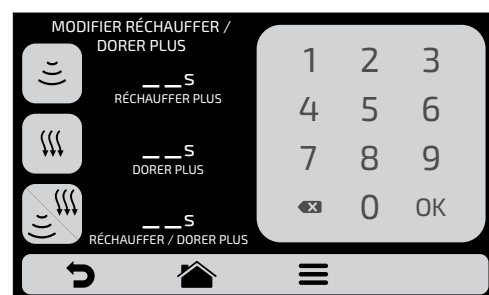 MODIFIER RÉCHAUFFER /
DORER PLUS
_ _s
RÉCHAUFFER PLUS
_ _s
DORER PLUS
_ _s
RÉCHAUFFER / DORER PLUS
1 2 3
4 5 6
7 8 9
0 OK